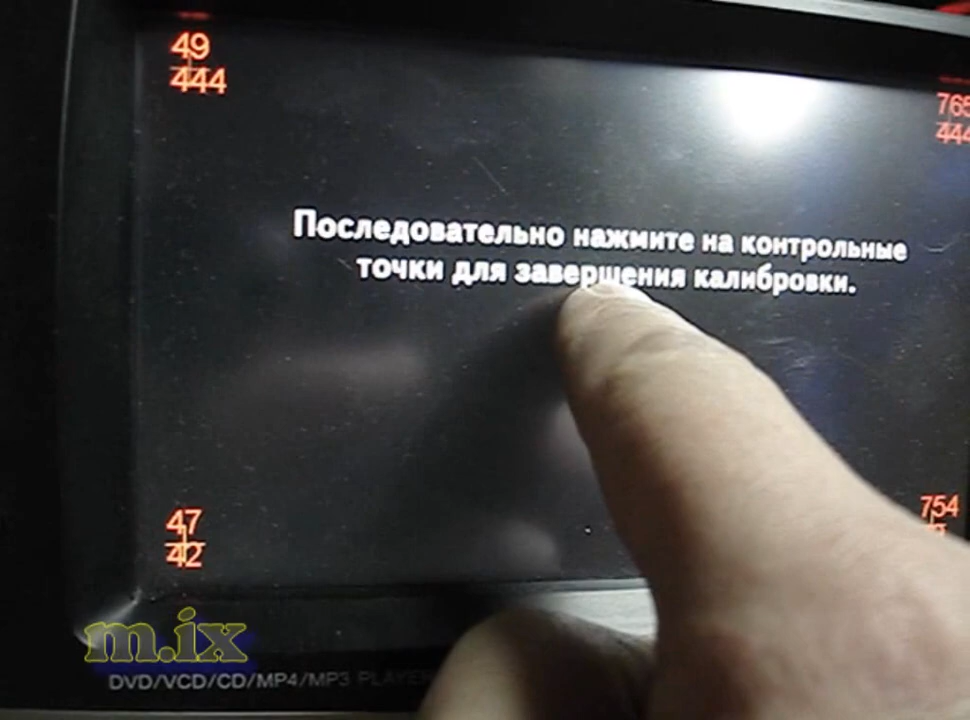 49
444
765
444
Последовательно нажмите на контрольные
точки для завершения калибровки.
47
42
754
m.ix
DVD/VCD/CD/MP4/MP3 PLAYER